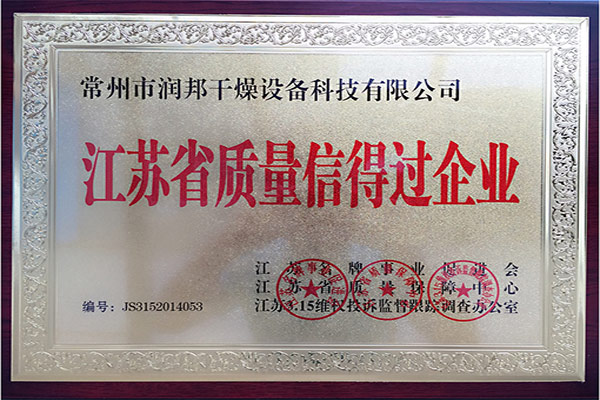 常州市润邦干燥设备科技有限公司
江苏省质量信得过企业
江苏名牌事业促进会
江苏省质量保障中心
编号：JS3152014053 江苏3.15维权投诉监督跟踪调查办公室